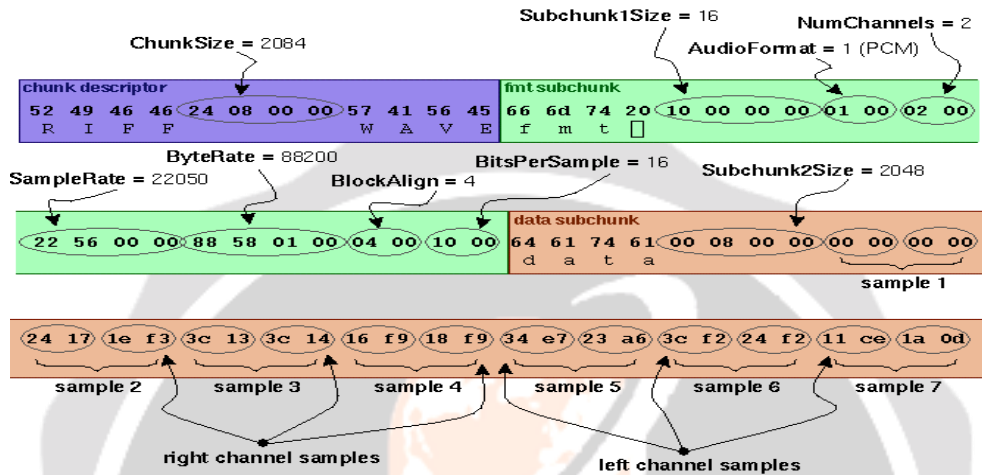 Subchunk1Size = 16
NumChannels = 2
ChunkSize = 2084
AudioFormat = 1 (PCM)
chunk descriptor fmt subchunk
52 49 46 46 24 08 00 00 57 41 56 45 66 6d 74 20 10 00 00 00 01 00 02 00
R I F F W A V E f m t
ByteRate = 88200
BitsPerSample = 16
SampleRate = 22050 BlockAlign = 4 Subchunk2Size = 2048
data subchunk
22 56 00 00 88 58 01 00 04 00 10 00 64 61 74 61 00 08 00 00 00 00 00 00
d a t a
sample 1
24 17 1e f3 3c 13 3c 14 16 f9 18 f9 34 e7 23 a6 3c f2 24 f2 11 ce 1a 0d
sample 2 sample 3 sample 4 sample 5 sample 6 sample 7
right channel samples left channel samples